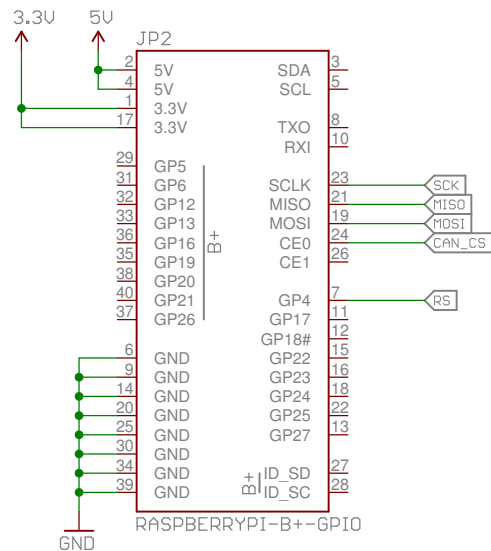 3.3V 5V
JP2
2 5V SDA 3
4 5V SCL 5
1 3.3V
17 3.3V TXO 8
RXI 10
29 GP5
31 GP6 SCLK 23 SCK
32 GP12 MISO 21 MISO
33 GP13 MOSI 19 MOSI
36 GP16 CE0 24 CAN_CS
35 GP19 CE1 26
B+
38 GP20
40 GP21 GP4 7 RS
37 GP26 GP17 11
GP18# 12
6 GND GP22 15
9 GND GP23 16
14 GND GP24 18
20 GND GP25 22
25 GND GP27 13
30 GND
34 GND ID_SD 27
B+
39 GND ID_SC 28
RASPBERRYPI-B+-GPIO
GND